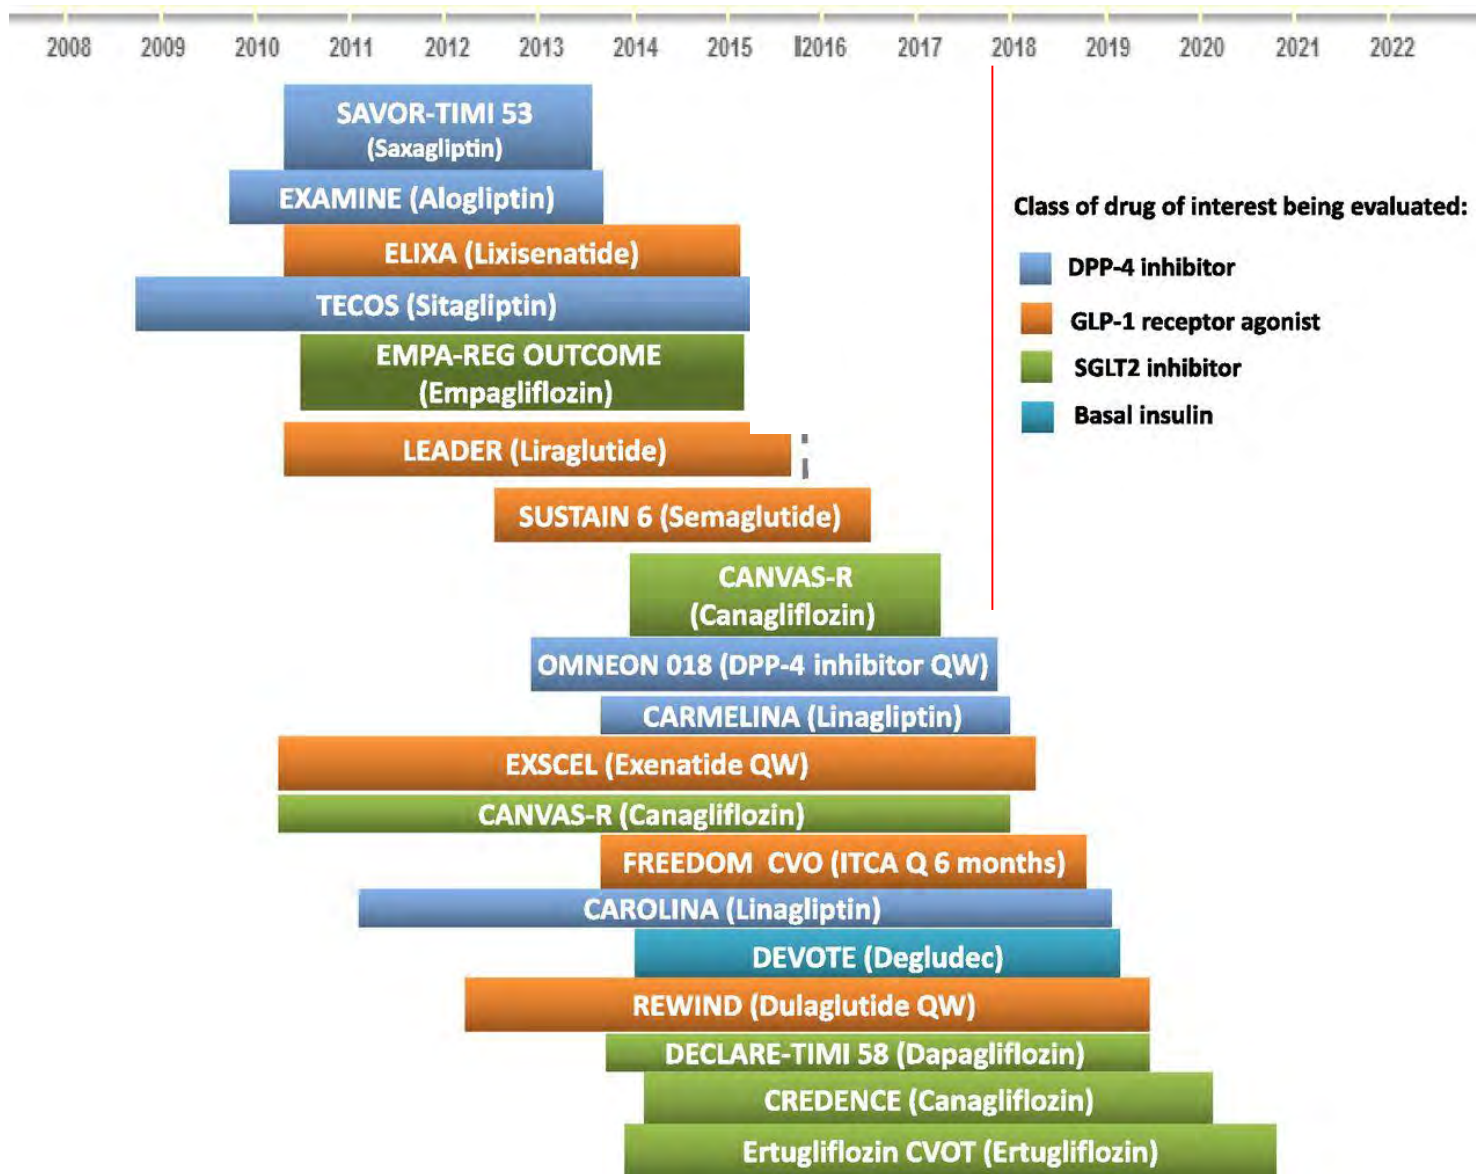 2008 2009 2010 2011 2012 2013 2014 2015 2016 2017 2018 2019 2020 2021 2022
SAVOR-TIMI 53
(Saxagliptin)
EXAMINE (Alogliptin)
ELIXA (Lixisenatide)
TECOS (Sitagliptin)
EMPA-REG OUTCOME
(Empagliflozin)
LEADER (Liraglutide)
SUSTAIN 6 (Semaglutide)
CANVAS-R
(Canagliflozin)
OMNEON 018 (DPP-4 inhibitor QW)
CARMELINA (Linagliptin)
EXSCEL (Exenatide QW)
CANVAS-R (Canagliflozin)
FREEDOM CVO (ITCA Q 6 months)
CAROLINA (Linagliptin)
DEVOTE (Degludec)
REWIND (Dulaglutide QW)
DECLARE-TIMI 58 (Dapagliflozin)
CREDENCE (Canagliflozin)
Ertugliflozin CVOT (Ertugliflozin)
Class of drug of interest being evaluated:
DPP-4 inhibitor
GLP-1 receptor agonist
SGLT2 inhibitor
Basal insulin